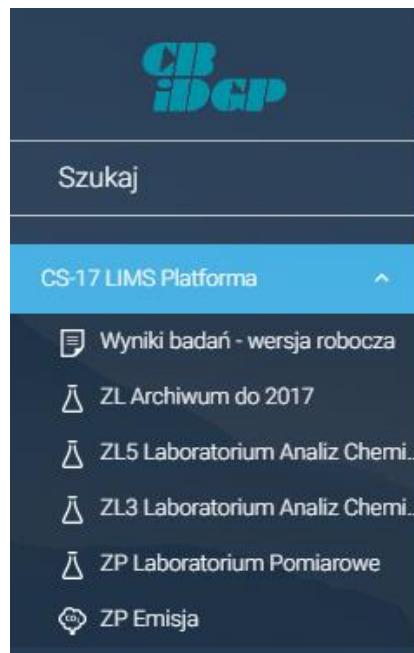 CB
iDGP
Szukaj
CS-17 LIMS Platforma
Wyniki badań - wersja robocza
ZL Archiwum do 2017
ZL5 Laboratorium Analiz Chemi..
ZL3 Laboratorium Analiz Chemi..
ZP Laboratorium Pomiarowe
CO₂
ZP Emisja